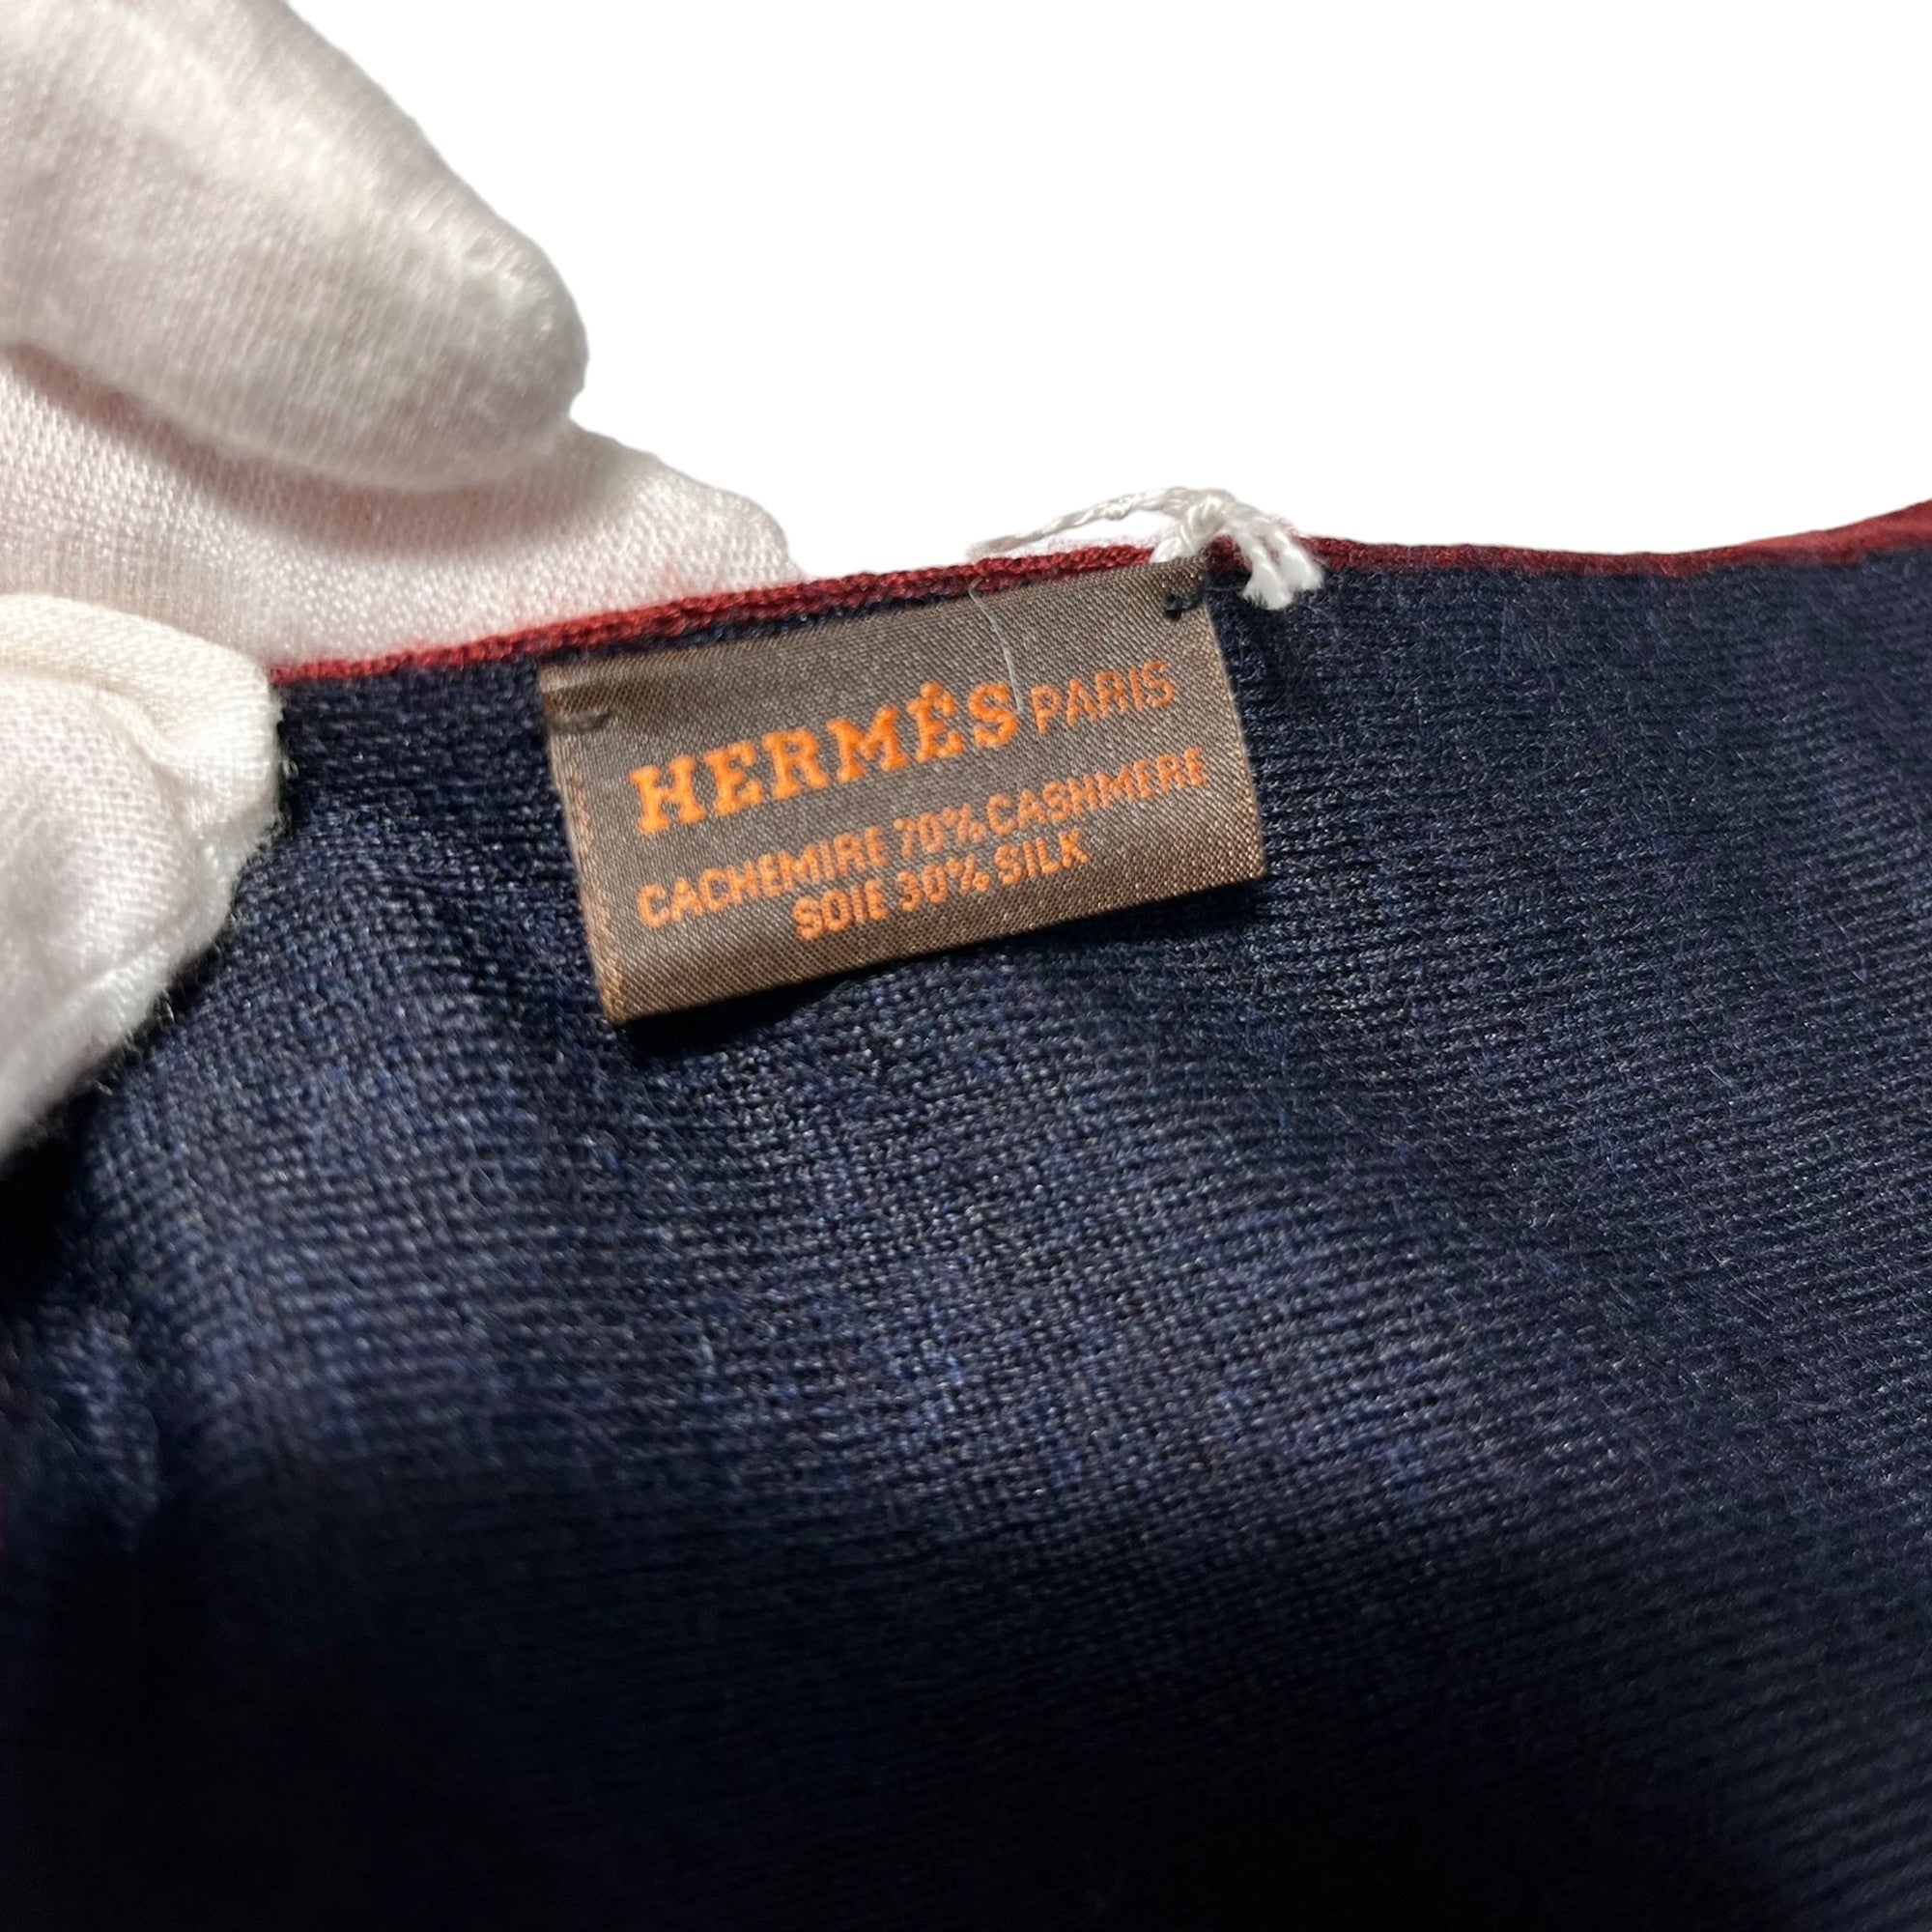 HERMÈS PARIS
CACHEMIRE 70% CASHMERE
SOIE 30% SILK